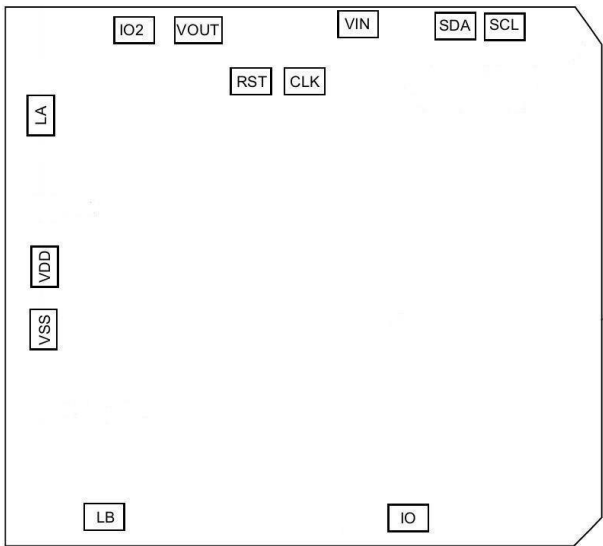 IO2 VOUT VIN SDA SCL
RST CLK
LA
VDD
VSS
LB IO